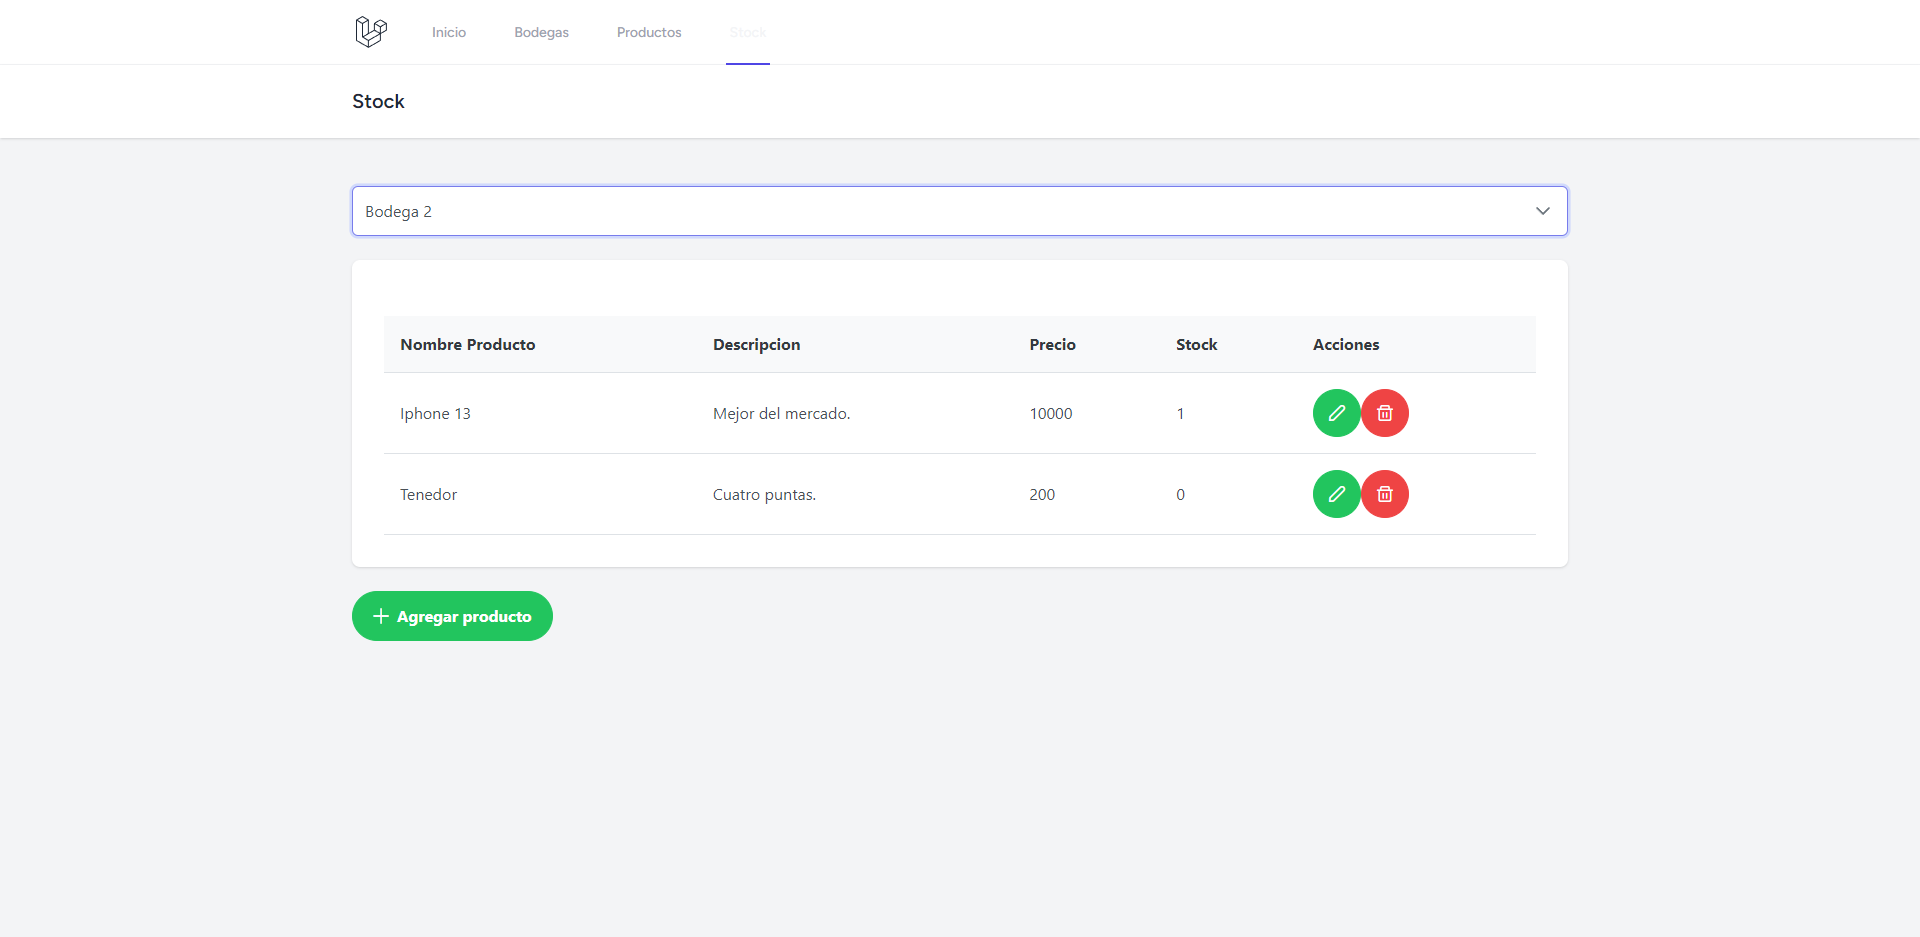 Inicio Bodegas Productos Stock
Stock
Bodega 2
Nombre Producto Descripcion Precio Stock Acciones
Iphone 13 Mejor del mercado. 10000 1
Tenedor Cuatro puntas. 200 0
Agregar producto